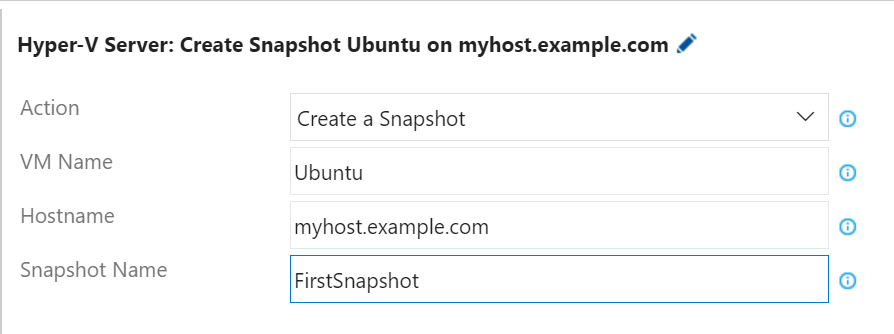 Hyper-V Server: Create Snapshot Ubuntu on myhost.example.com
Action
Create a Snapshot
VM Name
Ubuntu
Hostname
myhost.example.com
Snapshot Name
FirstSnapshot